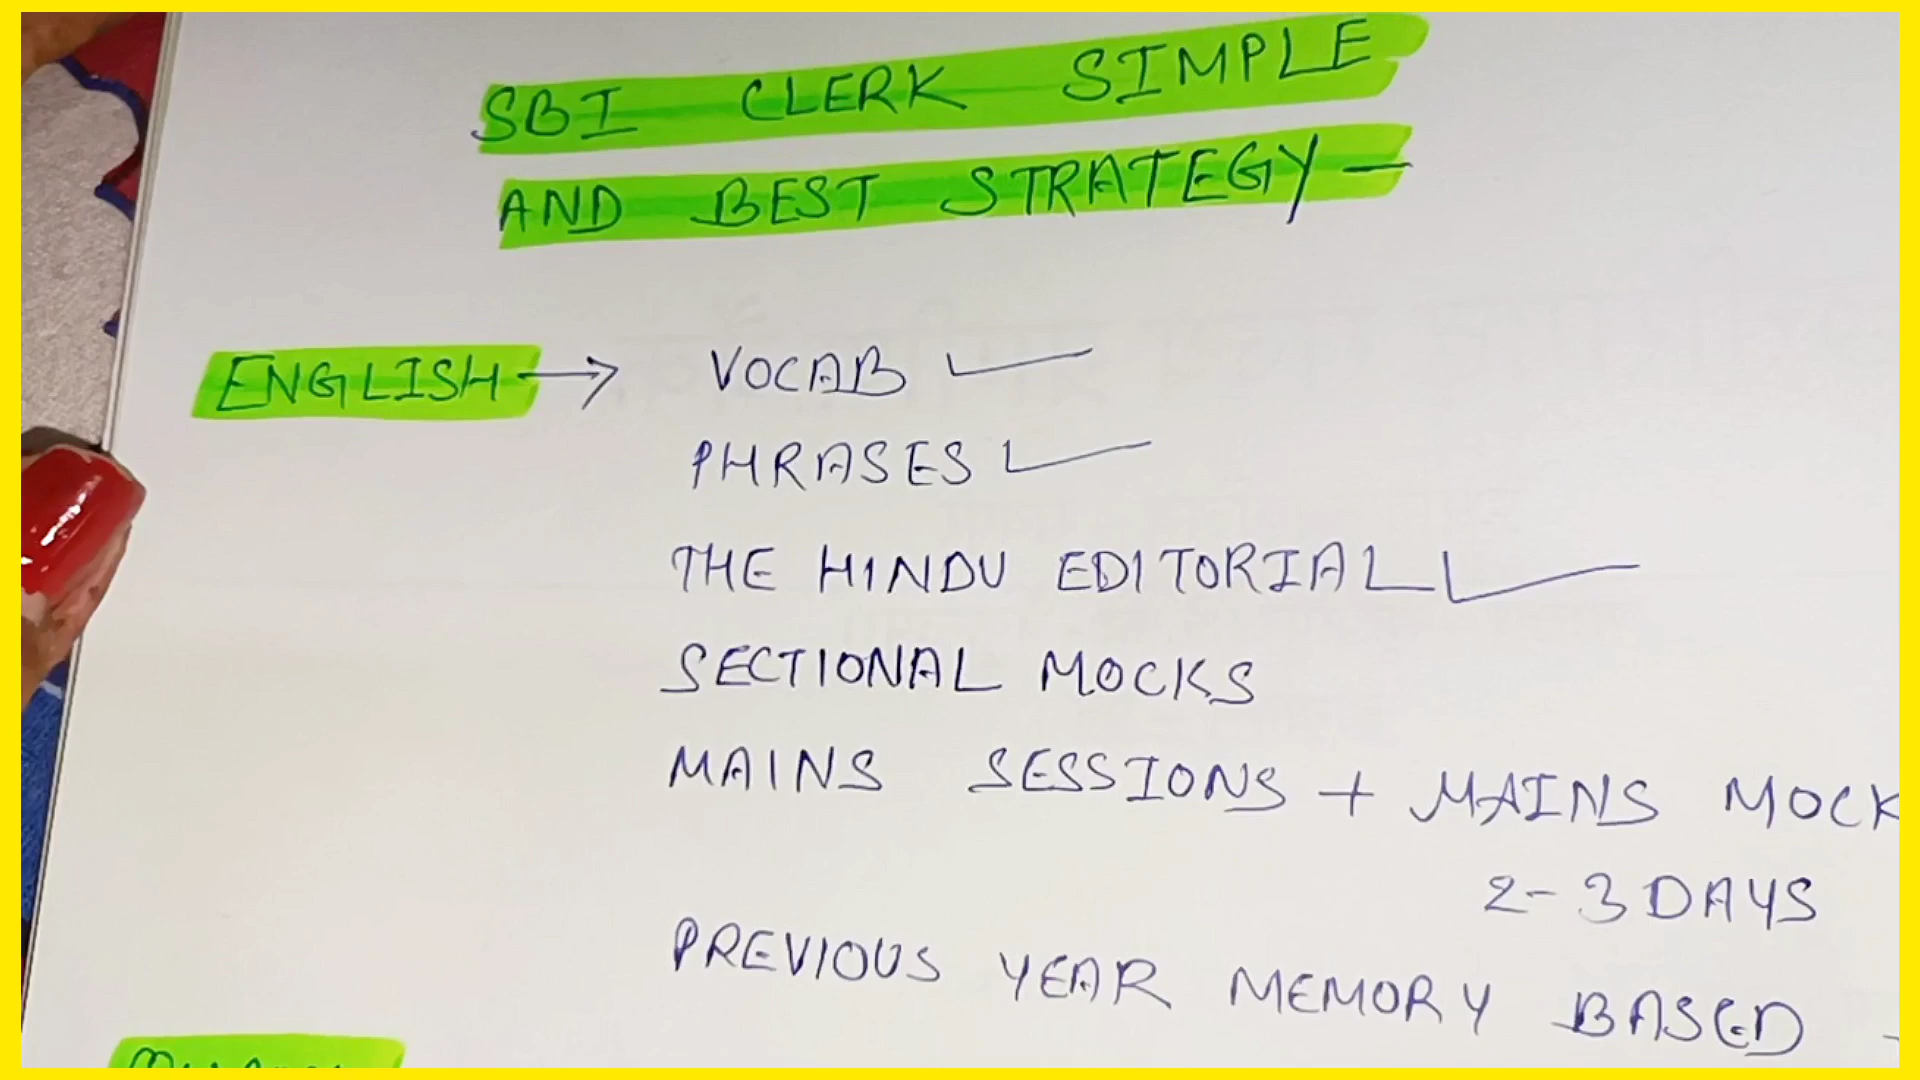 SBI CLERK SIMPLE
AND BEST STRATEGY -
ENGLISH → VOCAB ✓
PHRASES ✓
THE HINDU EDITORIAL ✓
SECTIONAL MOCKS
MAINS SESSIONS + MAINS MOCK
2-3 DAYS
PREVIOUS YEAR MEMORY BASED -